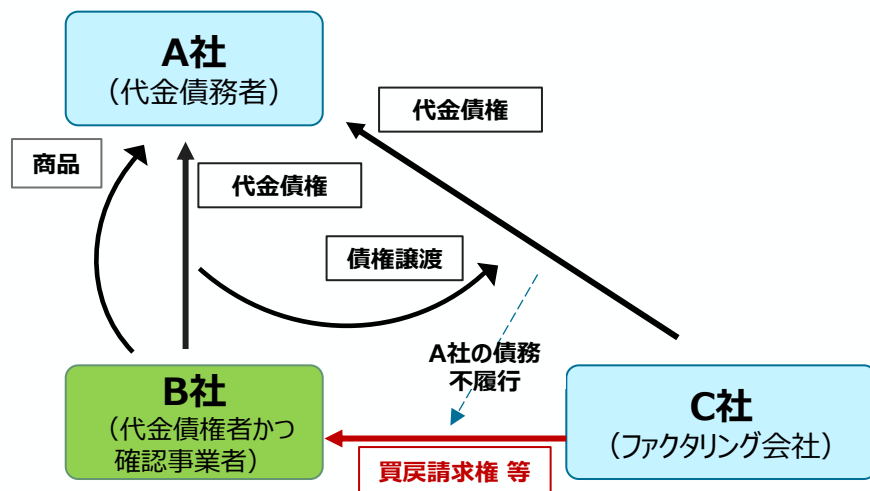 A社
（代金債務者）
代金債権
商品
代金債権
債権譲渡
A社の債務
不履行
B社
（代金債権者かつ
確認事業者）
C社
（ファクタリング会社）
買戻請求権 等